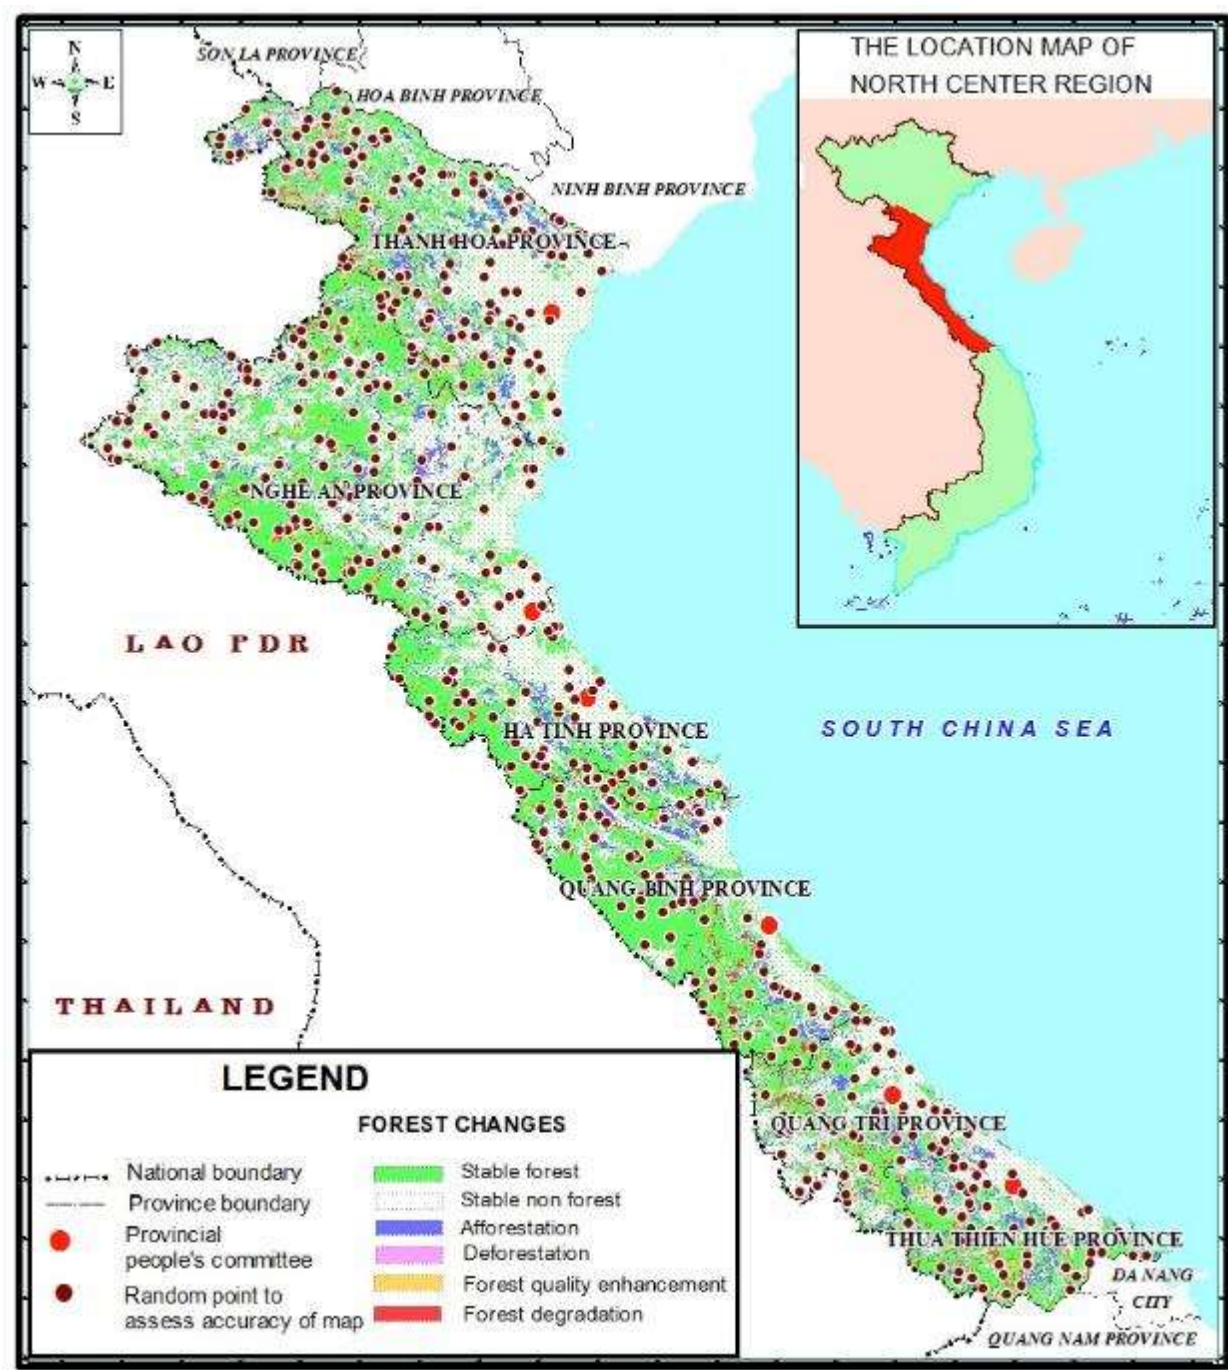 N
W E
S
SON LA PROVINCE
HOA BINH PROVINCE
NINH BINH PROVINCE
THE LOCATION MAP OF
NORTH CENTER REGION
THANH HOA PROVINCE
NGHE AN PROVINCE
LAO PDR
HA TINH PROVINCE
SOUTH CHINA SEA
QUANG BINH PROVINCE
THAILAND
QUANG TRI PROVINCE
THUA THIEN HUE PROVINCE
DA NANG
CITY
QUANG NAM PROVINCE
LEGEND
FOREST CHANGES
National boundary
Province boundary
Provincial
people's committee
Random point to
assess accuracy of map
Stable forest
Stable non forest
Afforestation
Deforestation
Forest quality enhancement
Forest degradation